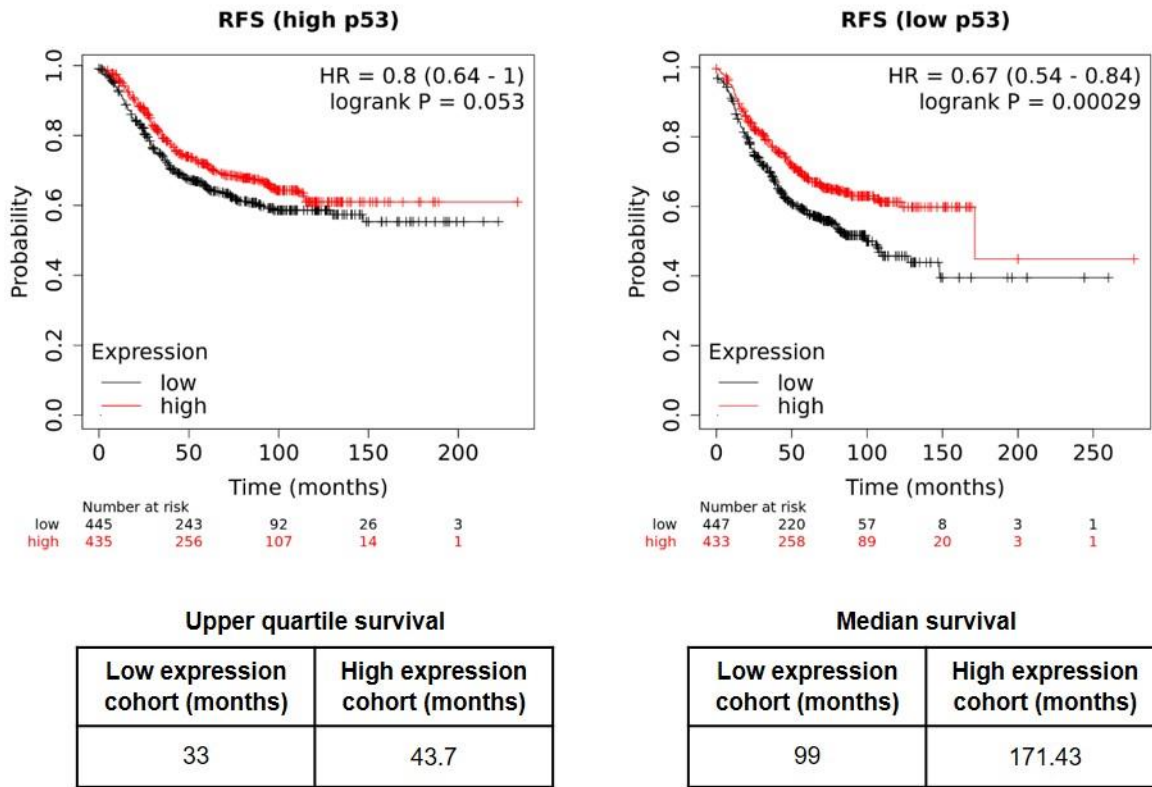 RFS (high p53)
HR = 0.8 (0.64 - 1)
logrank P = 0.053
Probability
1.0
0.8
0.6
0.4
0.2
0.0
Expression
low
high
0 50 100 150 200
Time (months)
Number at risk
low 445 243 92 26 3
high 435 256 107 14 1
RFS (low p53)
HR = 0.67 (0.54 - 0.84)
logrank P = 0.00029
Probability
1.0
0.8
0.6
0.4
0.2
0.0
Expression
low
high
0 50 100 150 200 250
Time (months)
Number at risk
low 447 220 57 8 3 1
high 433 258 89 20 3 1
Upper quartile survival
Low expression cohort (months)
High expression cohort (months)
33 43.7
Median survival
Low expression cohort (months)
High expression cohort (months)
99 171.43